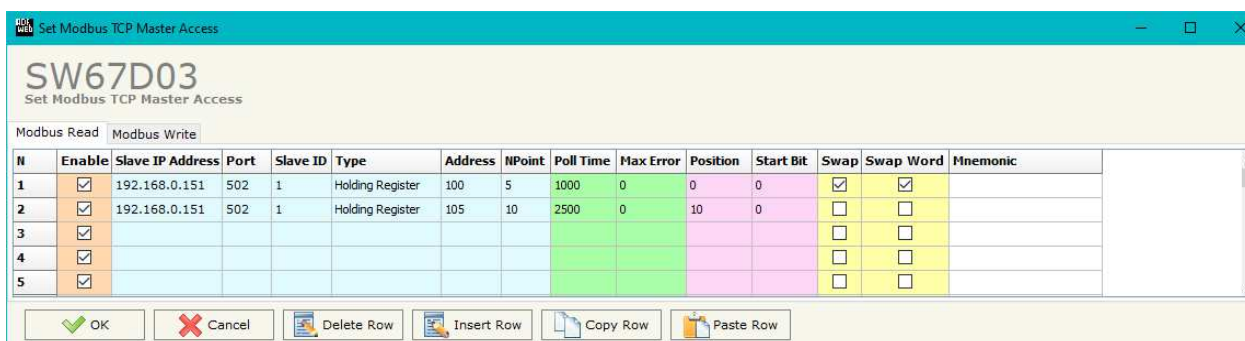 ADF WEB Set Modbus TCP Master Access
SW67D03
Set Modbus TCP Master Access
Modbus Read Modbus Write
N Enable Slave IP Address Port Slave ID Type Address NPoint Poll Time Max Error Position Start Bit Swap Swap Word Mnemonic
1 192.168.0.151 502 1 Holding Register 100 5 1000 0 0 0
2 192.168.0.151 502 1 Holding Register 105 10 2500 0 10 0
3
4
5
OK Cancel Delete Row Insert Row Copy Row Paste Row